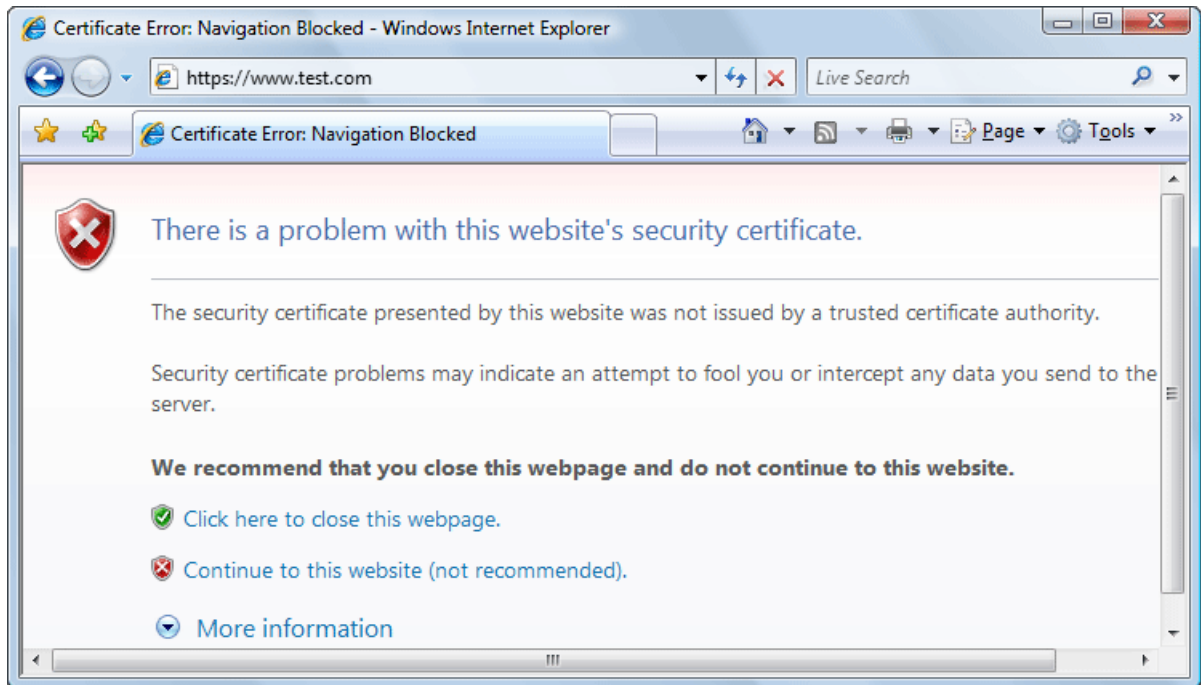 Certificate Error: Navigation Blocked - Windows Internet Explorer
https://www.test.com
Live Search
Certificate Error: Navigation Blocked
Page
Tools
There is a problem with this website's security certificate.
The security certificate presented by this website was not issued by a trusted certificate authority.
Security certificate problems may indicate an attempt to fool you or intercept any data you send to the
server.
We recommend that you close this webpage and do not continue to this website.
Click here to close this webpage.
Continue to this website (not recommended).
More information